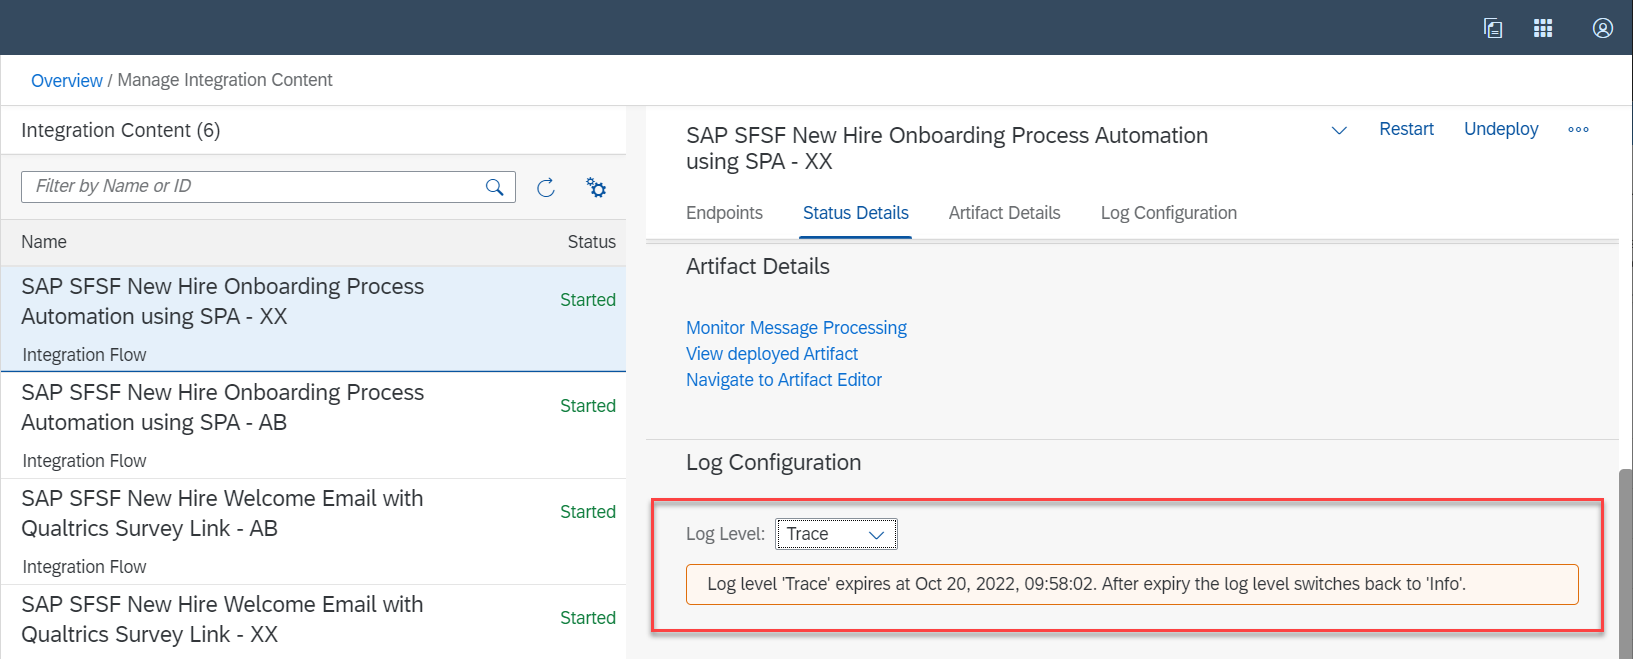 Overview / Manage Integration Content
Integration Content (6)
Filter by Name or ID
Name Status
SAP SFSF New Hire Onboarding Process
Automation using SPA - XX
Started
Integration Flow
SAP SFSF New Hire Onboarding Process
Automation using SPA - AB
Started
Integration Flow
SAP SFSF New Hire Welcome Email with
Qualtrics Survey Link - AB
Started
Integration Flow
SAP SFSF New Hire Welcome Email with
Qualtrics Survey Link - XX
Started
SAP SFSF New Hire Onboarding Process Automation
using SPA - XX
Restart Undeploy
Endpoints Status Details Artifact Details Log Configuration
Artifact Details
Monitor Message Processing
View deployed Artifact
Navigate to Artifact Editor
Log Configuration
Log Level: Trace
Log level 'Trace' expires at Oct 20, 2022, 09:58:02. After expiry the log level switches back to 'Info'.